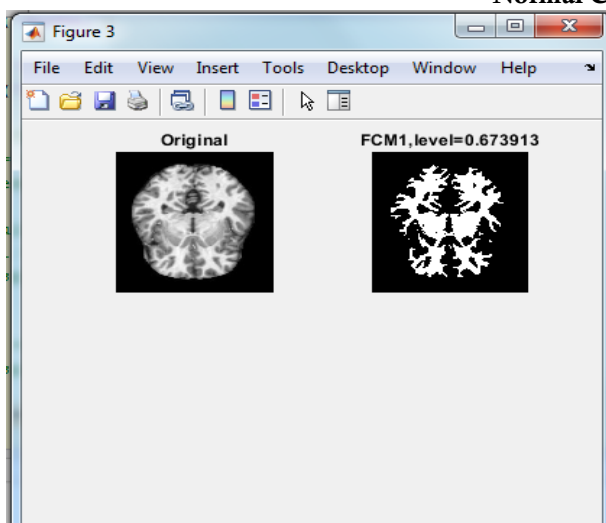 Normal C
Figure 3
File Edit View Insert Tools Desktop Window Help
Original FCM1,level=0.673913